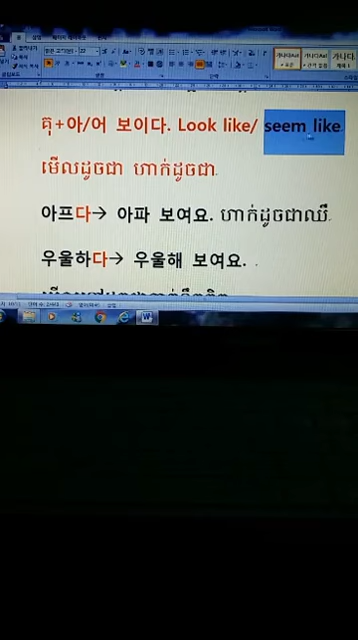 គុ+아/어 보이다. Look like/ seem like
មើលដូចជា ហាក់ដូចជា.
아프다→ 아파 보여요. ហាក់ដូចជាឈឺ.
우울하다→ 우울해 보여요.